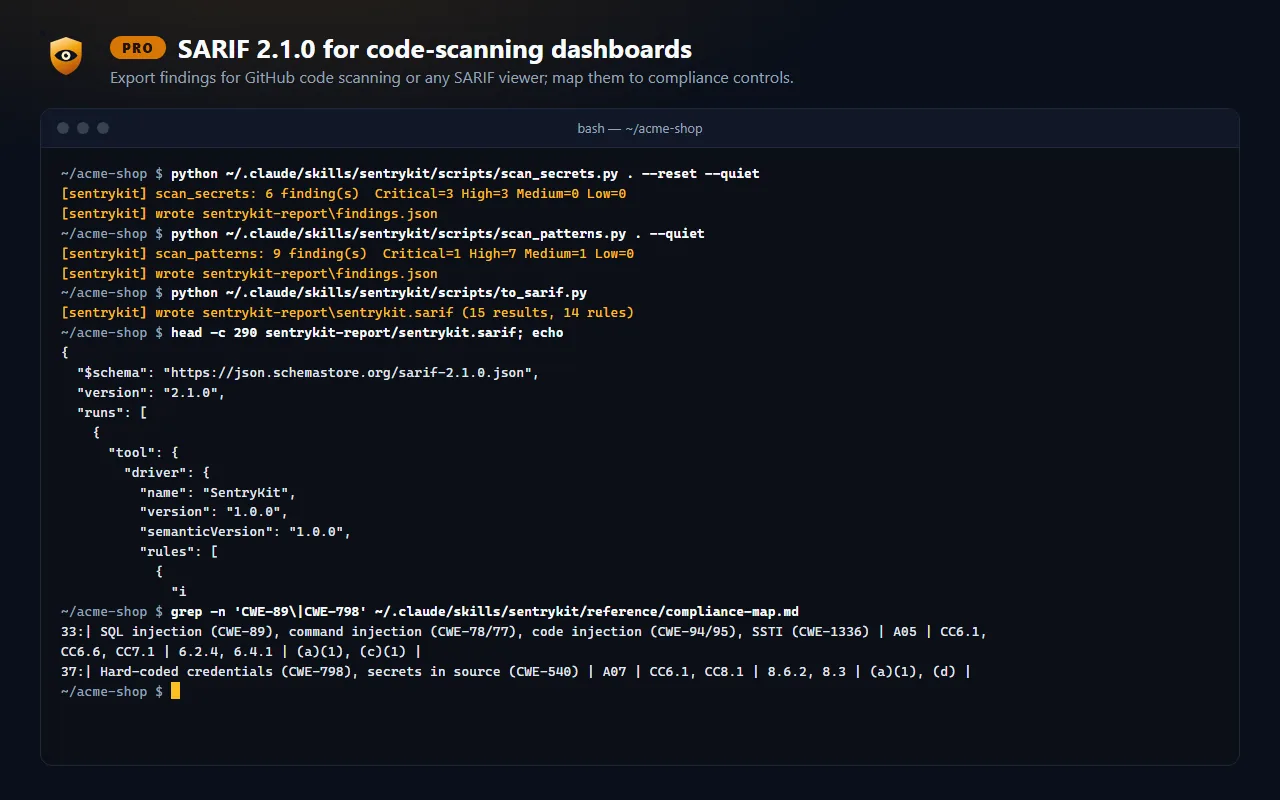 PRO SARIF 2.1.0 for code-scanning dashboards
Export findings for GitHub code scanning or any SARIF viewer; map them to compliance controls.
bash — ~/acme-shop
~/acme-shop $ python ~/.claude/skills/sentrykit/scripts/scan_secrets.py . --reset --quiet
[sentrykit] scan_secrets: 6 finding(s)  Critical=3 High=3 Medium=0 Low=0
[sentrykit] wrote sentrykit-report\findings.json
~/acme-shop $ python ~/.claude/skills/sentrykit/scripts/scan_patterns.py . --quiet
[sentrykit] scan_patterns: 9 finding(s)  Critical=1 High=7 Medium=1 Low=0
[sentrykit] wrote sentrykit-report\findings.json
~/acme-shop $ python ~/.claude/skills/sentrykit/scripts/to_sarif.py
[sentrykit] wrote sentrykit-report\sentrykit.sarif (15 results, 14 rules)
~/acme-shop $ head -c 290 sentrykit-report/sentrykit.sarif; echo
{
  "$schema": "https://json.schemastore.org/sarif-2.1.0.json",
  "version": "2.1.0",
  "runs": [
    {
      "tool": {
        "driver": {
          "name": "SentryKit",
          "version": "1.0.0",
          "semanticVersion": "1.0.0",
          "rules": [
            {
              "i
~/acme-shop $ grep -n 'CWE-89\|CWE-798' ~/.claude/skills/sentrykit/reference/compliance-map.md
33:| SQL injection (CWE-89), command injection (CWE-78/77), code injection (CWE-94/95), SSTI (CWE-1336) | A05 | CC6.1,
CC6.6, CC7.1 | 6.2.4, 6.4.1 | (a)(1), (c)(1) |
37:| Hard-coded credentials (CWE-798), secrets in source (CWE-540) | A07 | CC6.1, CC8.1 | 8.6.2, 8.3 | (a)(1), (d) |
~/acme-shop $